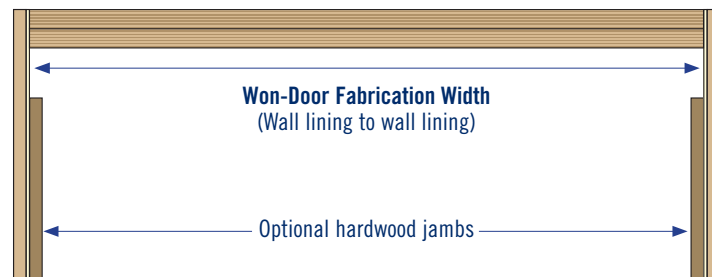 Won-Door Fabrication Width
(Wall lining to wall lining)
Optional hardwood jambs